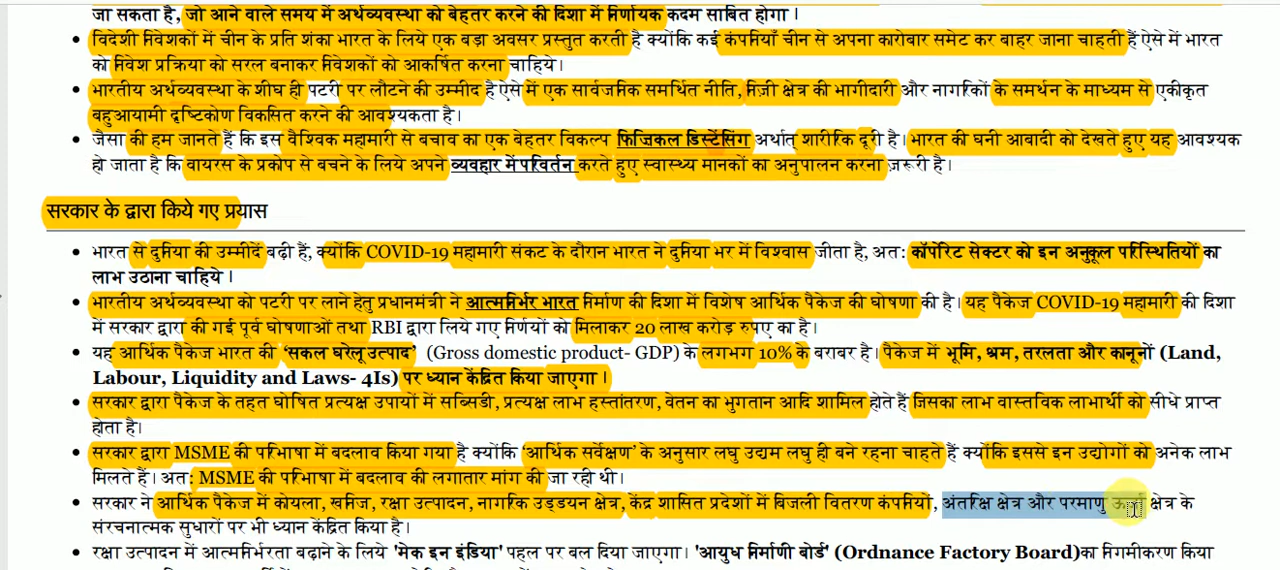 जा सकता है, जो आने वाले समय में अर्थव्यवस्था को बेहतर करने की दिशा में निर्णायक कदम साबित होगा।
• विदेशी निवेशकों में चीन के प्रति शंका भारत के लिये एक बड़ा अवसर प्रस्तुत करती है क्योंकि कई कंपनियाँ चीन से अपना कारोबार समेट कर बाहर जाना चाहती हैं ऐसे में भारत
को निवेश प्रक्रिया को सरल बनाकर निवेशकों को आकर्षित करना चाहिये।
• भारतीय अर्थव्यवस्था के शीघ्र ही पटरी पर लौटने की उम्मीद है ऐसे में एक सार्वजनिक समर्थित नीति, निज़ी क्षेत्र की भागीदारी और नागरिकों के समर्थन के माध्यम से एकीकृत
बहुआयामी दृष्टिकोण विकसित करने की आवश्यकता है।
• जैसा की हम जानते हैं कि इस वैश्विक महामारी से बचाव का एक बेहतर विकल्प फिजिकल डिस्टेंसिंग अर्थात् शारीरिक दूरी है। भारत की घनी आबादी को देखते हुए यह आवश्यक
हो जाता है कि वायरस के प्रकोप से बचने के लिये अपने व्यवहार में परिवर्तन करते हुए स्वास्थ्य मानकों का अनुपालन करना ज़रूरी है।
सरकार के द्वारा किये गए प्रयास
• भारत से दुनिया की उम्मीदें बढ़ी हैं, क्योंकि COVID-19 महामारी संकट के दौरान भारत ने दुनिया भर में विश्वास जीता है, अत: कॉर्पोरेट सेक्टर को इन अनुकूल परिस्थितियों का
लाभ उठाना चाहिये ।
• भारतीय अर्थव्यवस्था को पटरी पर लाने हेतु प्रधानमंत्री ने आत्मनिर्भर भारत निर्माण की दिशा में विशेष आर्थिक पैकेज की घोषणा की है। यह पैकेज COVID-19 महामारी की दिशा
में सरकार द्वारा की गई पूर्व घोषणाओं तथा RBI द्वारा लिये गए निर्णयों को मिलाकर 20 लाख करोड़ रुपए का है।
• यह आर्थिक पैकेज भारत की 'सकल घरेलू उत्पाद' (Gross domestic product- GDP) के लगभग 10% के बराबर है। पैकेज में भूमि, श्रम, तरलता और कानूनों (Land,
Labour, Liquidity and Laws- 4Is) पर ध्यान केंद्रित किया जाएगा।
• सरकार द्वारा पैकेज के तहत घोषित प्रत्यक्ष उपायों में सब्सिडी, प्रत्यक्ष लाभ हस्तांतरण, वेतन का भुगतान आदि शामिल होते हैं जिसका लाभ वास्तविक लाभार्थी को सीधे प्राप्त
होता है।
• सरकार द्वारा MSME की परिभाषा में बदलाव किया गया है क्योंकि 'आर्थिक सर्वेक्षण' के अनुसार लघु उद्यम लघु ही बने रहना चाहते हैं क्योंकि इससे इन उद्योगों को अनेक लाभ
मिलते हैं। अत: MSME की परिभाषा में बदलाव की लगातार मांग की जा रही थी।
• सरकार ने आर्थिक पैकेज में कोयला, खनिज, रक्षा उत्पादन, नागरिक उड्डयन क्षेत्र, केंद्र शासित प्रदेशों में बिजली वितरण कंपनियों, अंतरिक्ष क्षेत्र और परमाणु ऊर्जा क्षेत्र के
संरचनात्मक सुधारों पर भी ध्यान केंद्रित किया है।
• रक्षा उत्पादन में आत्मनिर्भरता बढ़ाने के लिये 'मेक इन इंडिया' पहल पर बल दिया जाएगा। 'आयुध निर्माणी बोर्ड' (Ordnance Factory Board)का निगमीकरण किया